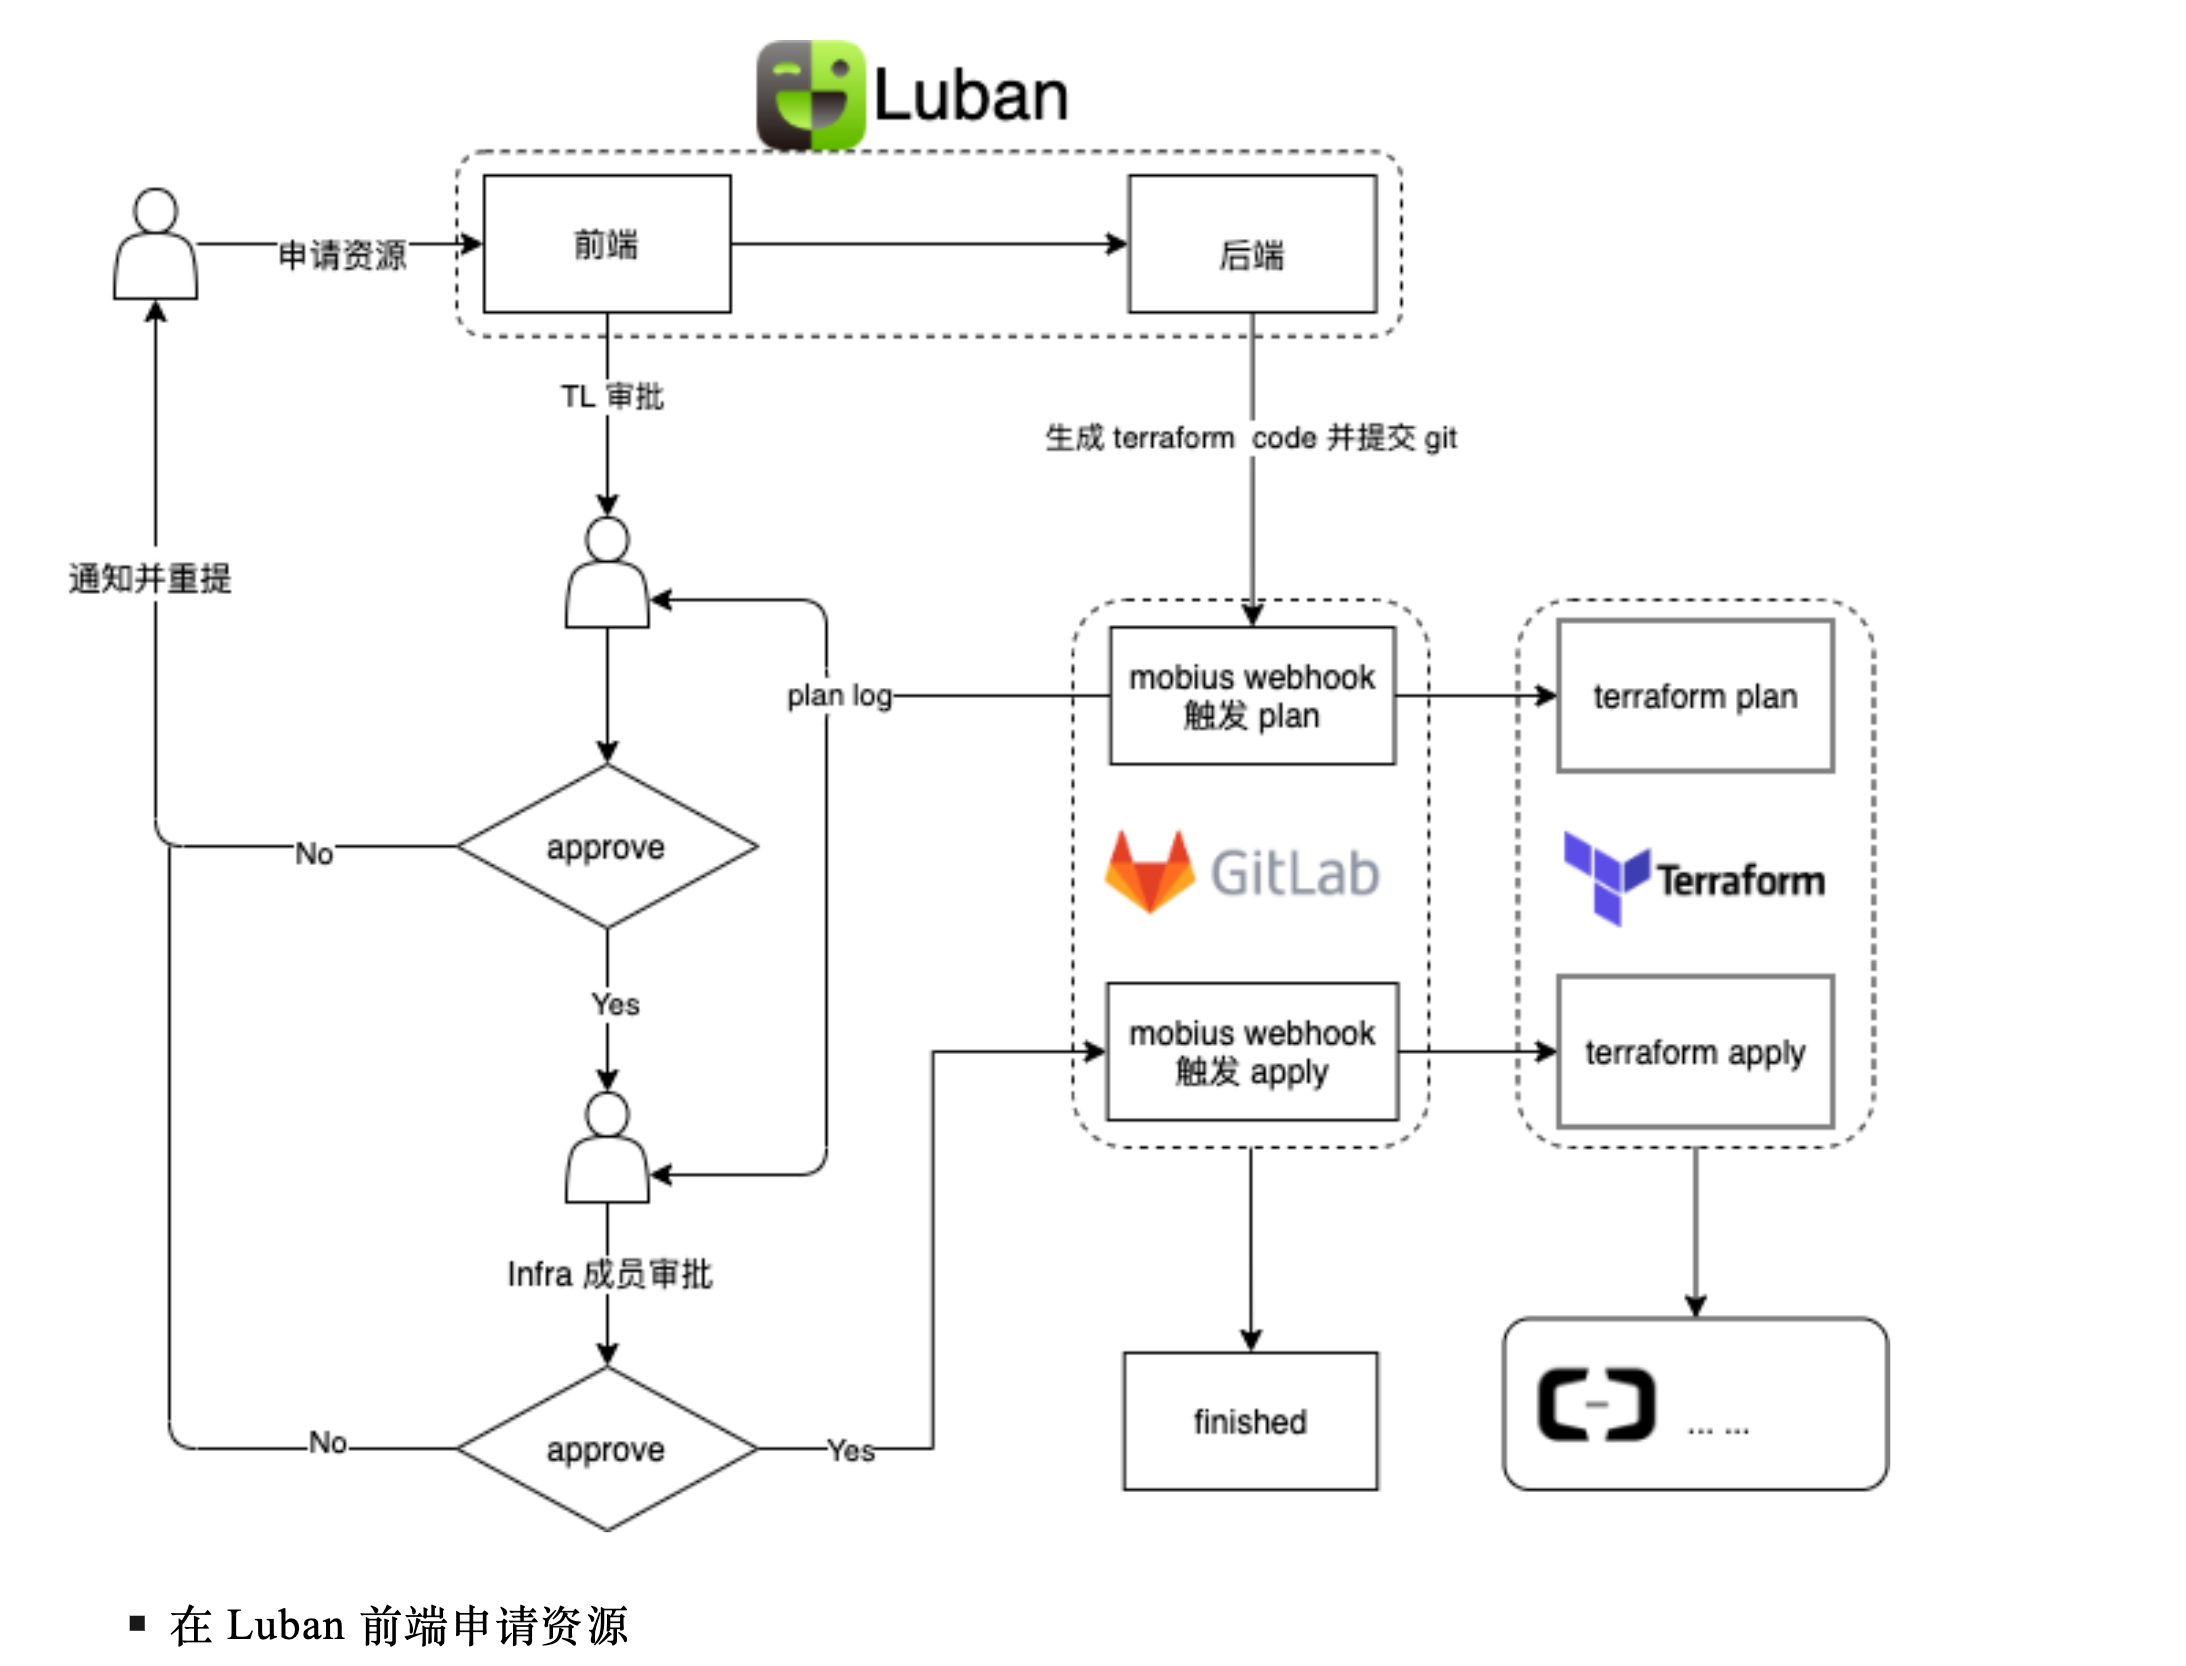 Luban
申请资源
前端
后端
TL 审批
生成 terraform code 并提交 git
通知并重提
plan log
mobius webhook
触发 plan
terraform plan
approve
No
GitLab
Terraform
Yes
mobius webhook
触发 apply
terraform apply
Infra 成员审批
No
approve
Yes
finished
... ...
▪ 在 Luban 前端申请资源